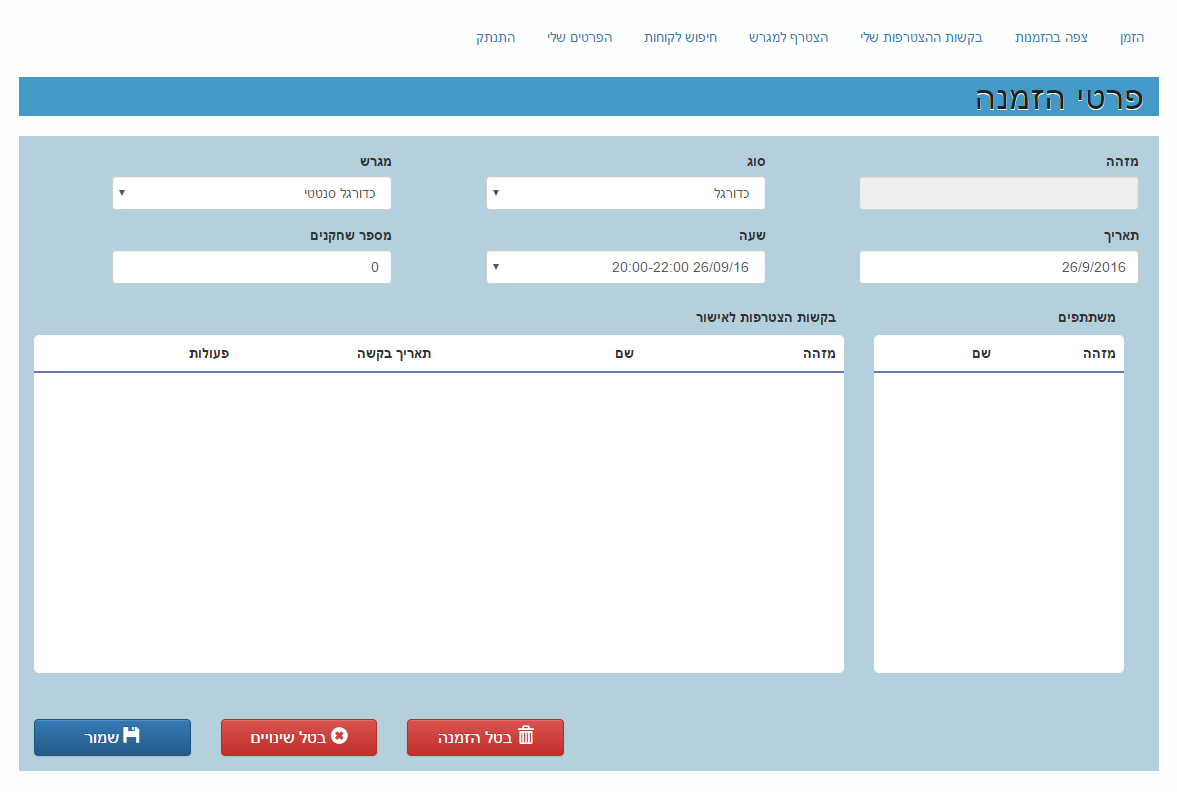 הזמן צפה בהזמנות בקשות ההצטרפות שלי הצטרף למגרש חיפוש לקוחות הפרטים שלי התנתק
פרטי הזמנה
מזהה סוג מגרש
כדורגל כדורגל סנטטי
תאריך שעה מספר שחקנים
26/9/2016 20:00-22:00 26/09/16 0
משתתפים בקשות הצטרפות לאישור
מזהה שם מזהה שם תאריך בקשה פעולות
בטל הזמנה בטל שינויים שמור